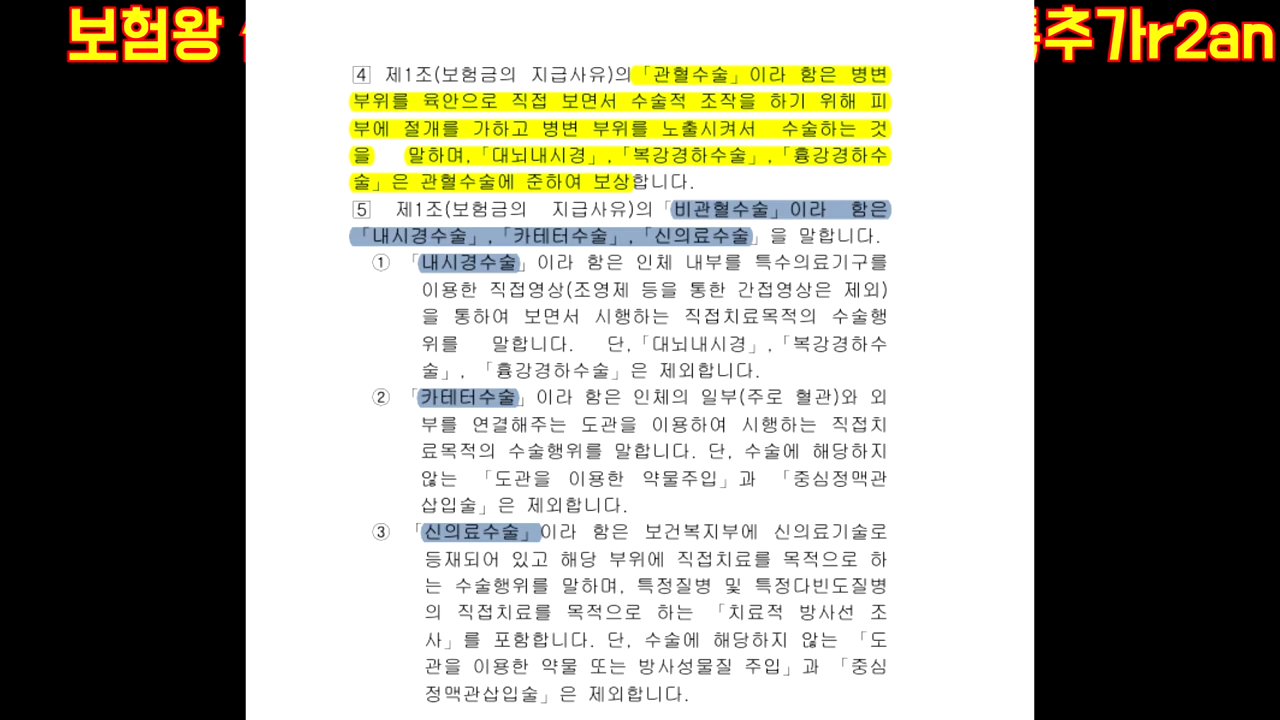 보험왕
톡추가r2an
4 제1조(보험금의 지급사유)의「관혈수술」이라 함은 병변
부위를 육안으로 직접 보면서 수술적 조작을 하기 위해 피
부에 절개를 가하고 병변 부위를 노출시켜서 수술하는 것
을 말하며,「대뇌내시경」,「복강경하수술」,「흉강경하수
술」은 관혈수술에 준하여 보상합니다.
5 제1조(보험금의 지급사유)의「비관혈수술」이라 함은
「내시경수술」,「카테터수술」,「신의료수술」을 말합니다.
① 「내시경수술」이라 함은 인체 내부를 특수의료기구를
이용한 직접영상(조영제 등을 통한 간접영상은 제외)
을 통하여 보면서 시행하는 직접치료목적의 수술행
위를 말합니다. 단,「대뇌내시경」,「복강경하수
술」, 「흉강경하수술」은 제외합니다.
② 「카테터수술」이라 함은 인체의 일부(주로 혈관)와 외
부를 연결해주는 도관을 이용하여 시행하는 직접치
료목적의 수술행위를 말합니다. 단, 수술에 해당하지
않는 「도관을 이용한 약물주입」과 「중심정맥관
삽입술」은 제외합니다.
③ 「신의료수술」이라 함은 보건복지부에 신의료기술로
등재되어 있고 해당 부위에 직접치료를 목적으로 하
는 수술행위를 말하며, 특정질병 및 특정다빈도질병
의 직접치료를 목적으로 하는 「치료적 방사선 조
사」를 포함합니다. 단, 수술에 해당하지 않는 「도
관을 이용한 약물 또는 방사성물질 주입」과 「중심
정맥관삽입술」은 제외합니다.